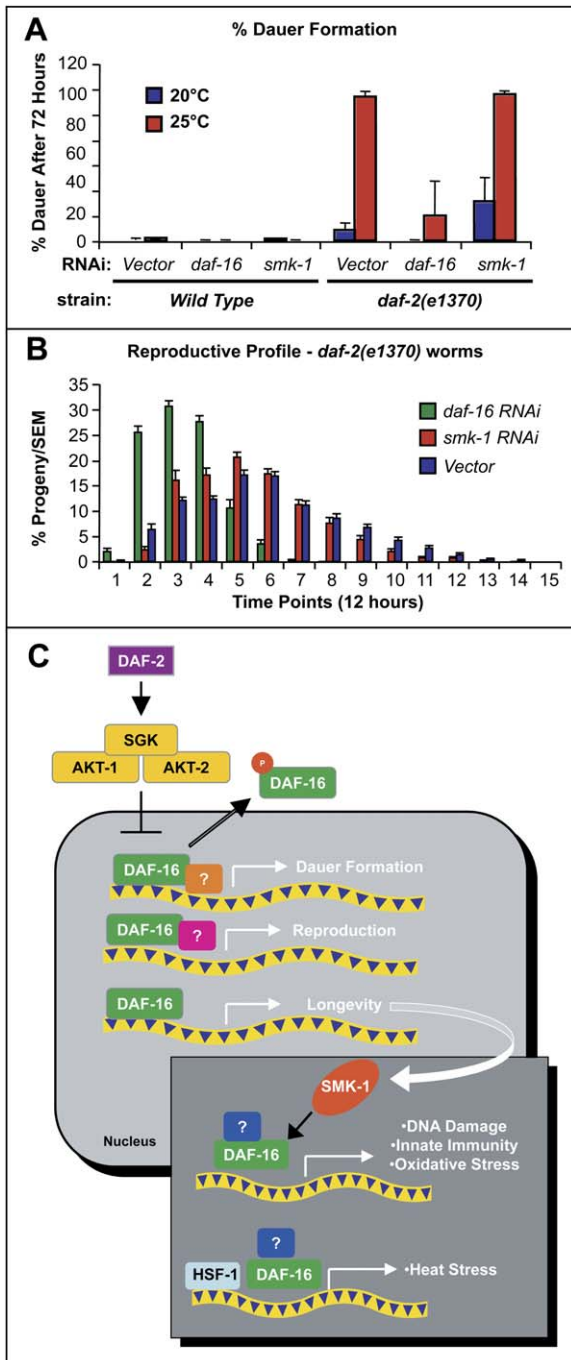 A
% Dauer Formation
% Dauer After 72 Hours
120
100
80
60
40
20
0
20°C
25°C
RNAi: Vector daf-16 smk-1 Vector daf-16 smk-1
strain: Wild Type daf-2(e1370)
B
Reproductive Profile - daf-2(e1370) worms
% Progeny/SEM
35
30
25
20
15
10
5
0
daf-16 RNAi
smk-1 RNAi
Vector
1 2 3 4 5 6 7 8 9 10 11 12 13 14 15
Time Points (12 hours)
C
DAF-2
SGK
AKT-1 AKT-2
P
DAF-16
DAF-16 ? Dauer Formation
DAF-16 ? Reproduction
DAF-16 Longevity
SMK-1
Nucleus
?
DAF-16
•DNA Damage
•Innate Immunity
•Oxidative Stress
?
HSF-1 DAF-16 •Heat Stress